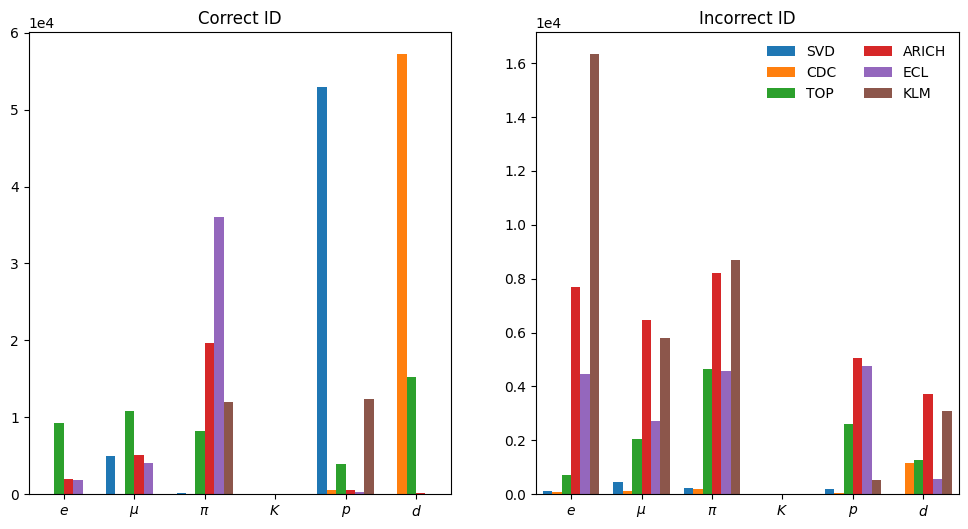 Correct ID
1e4
6
5
4
3
2
1
0
e μ π K p d
Incorrect ID
1e4
1.6
1.4
1.2
1.0
0.8
0.6
0.4
0.2
0.0
e μ π K p d
SVD
CDC
TOP
ARICH
ECL
KLM